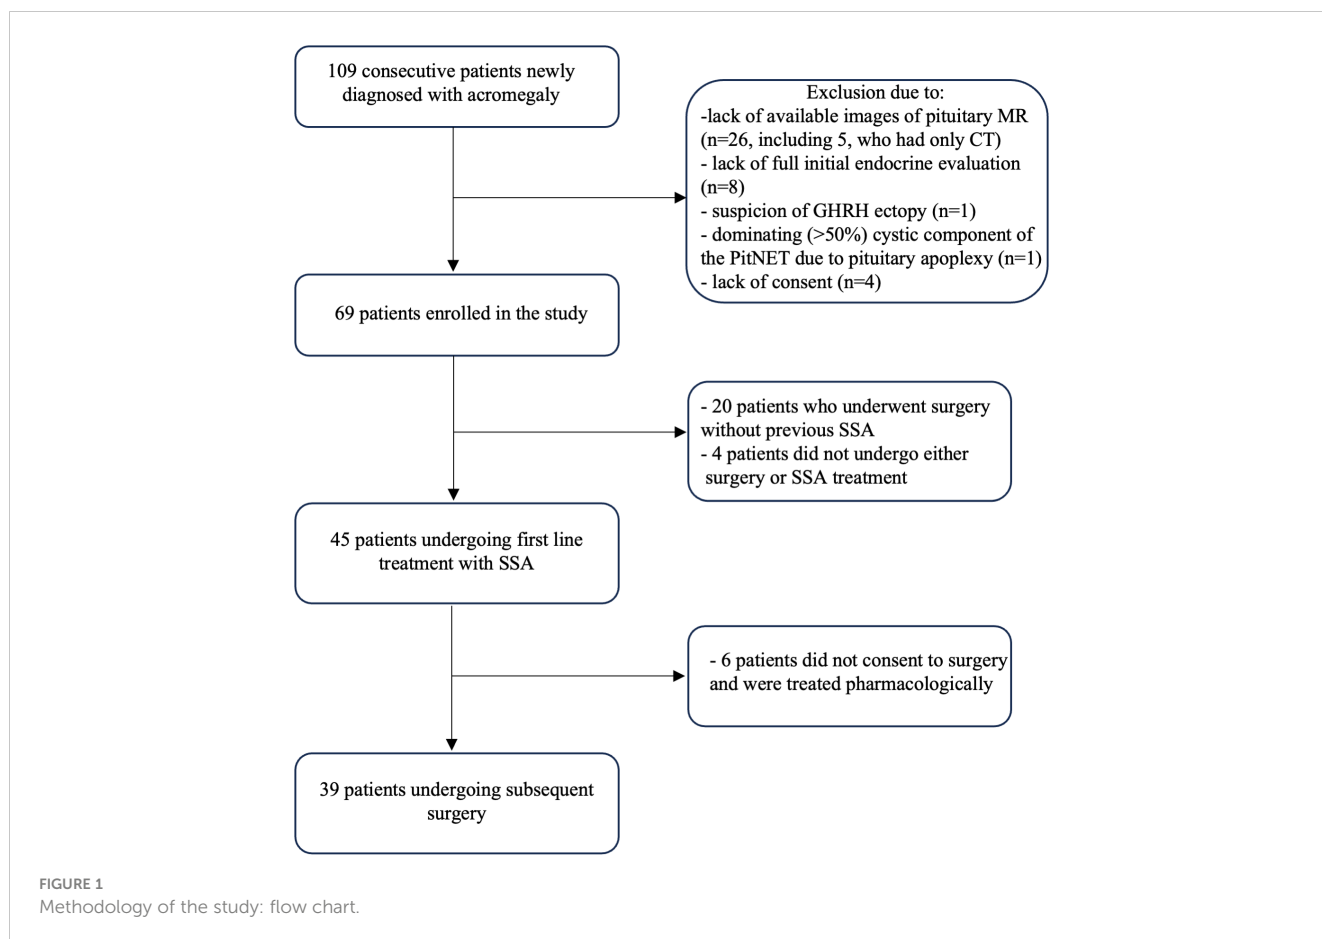 109 consecutive patients newly
diagnosed with acromegaly
Exclusion due to:
-lack of available images of pituitary MR
(n=26, including 5, who had only CT)
- lack of full initial endocrine evaluation
(n=8)
- suspicion of GHRH ectopy (n=1)
- dominating (>50%) cystic component of
the PitNET due to pituitary apoplexy (n=1)
- lack of consent (n=4)
69 patients enrolled in the study
- 20 patients who underwent surgery
without previous SSA
- 4 patients did not undergo either
surgery or SSA treatment
45 patients undergoing first line
treatment with SSA
- 6 patients did not consent to surgery
and were treated pharmacologically
39 patients undergoing subsequent
surgery
FIGURE 1
Methodology of the study: flow chart.